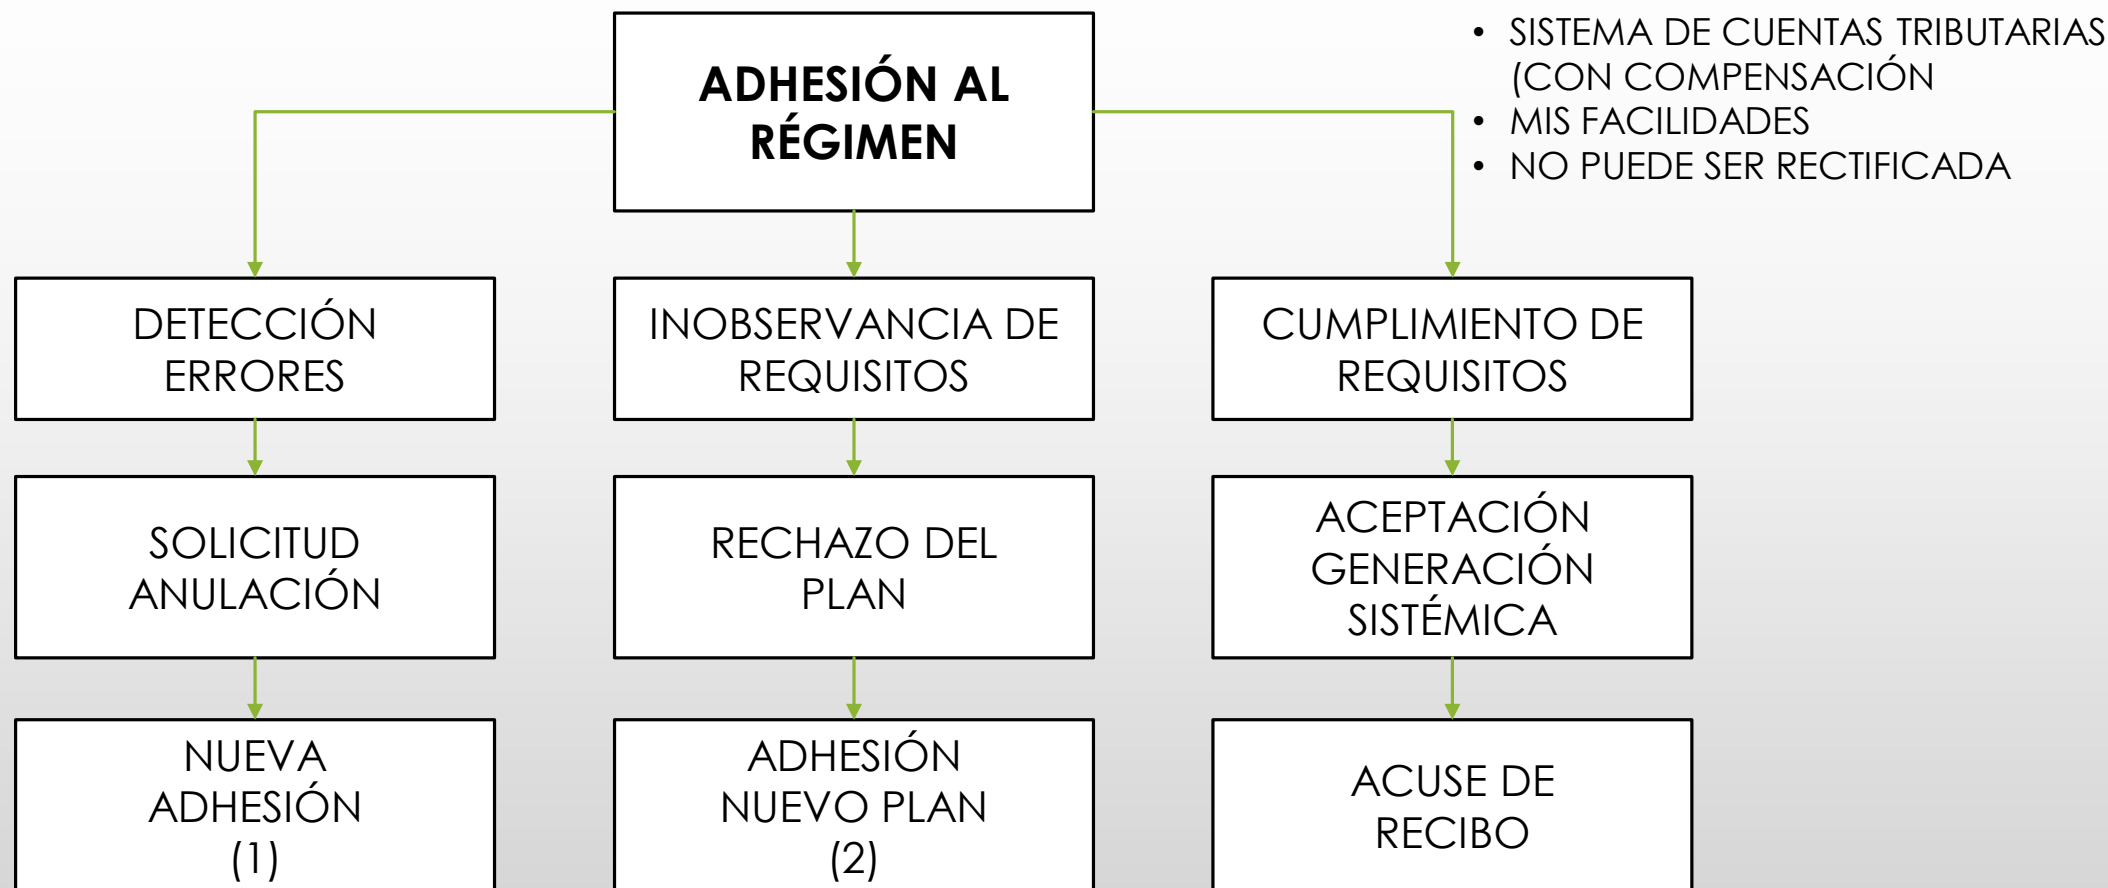 ADHESIÓN AL
RÉGIMEN
• SISTEMA DE CUENTAS TRIBUTARIAS
(CON COMPENSACIÓN
• MIS FACILIDADES
• NO PUEDE SER RECTIFICADA
DETECCIÓN
ERRORES
INOBSERVANCIA DE
REQUISITOS
CUMPLIMIENTO DE
REQUISITOS
SOLICITUD
ANULACIÓN
RECHAZO DEL
PLAN
ACEPTACIÓN
GENERACIÓN
SISTÉMICA
NUEVA
ADHESIÓN
(1)
ADHESIÓN
NUEVO PLAN
(2)
ACUSE DE
RECIBO